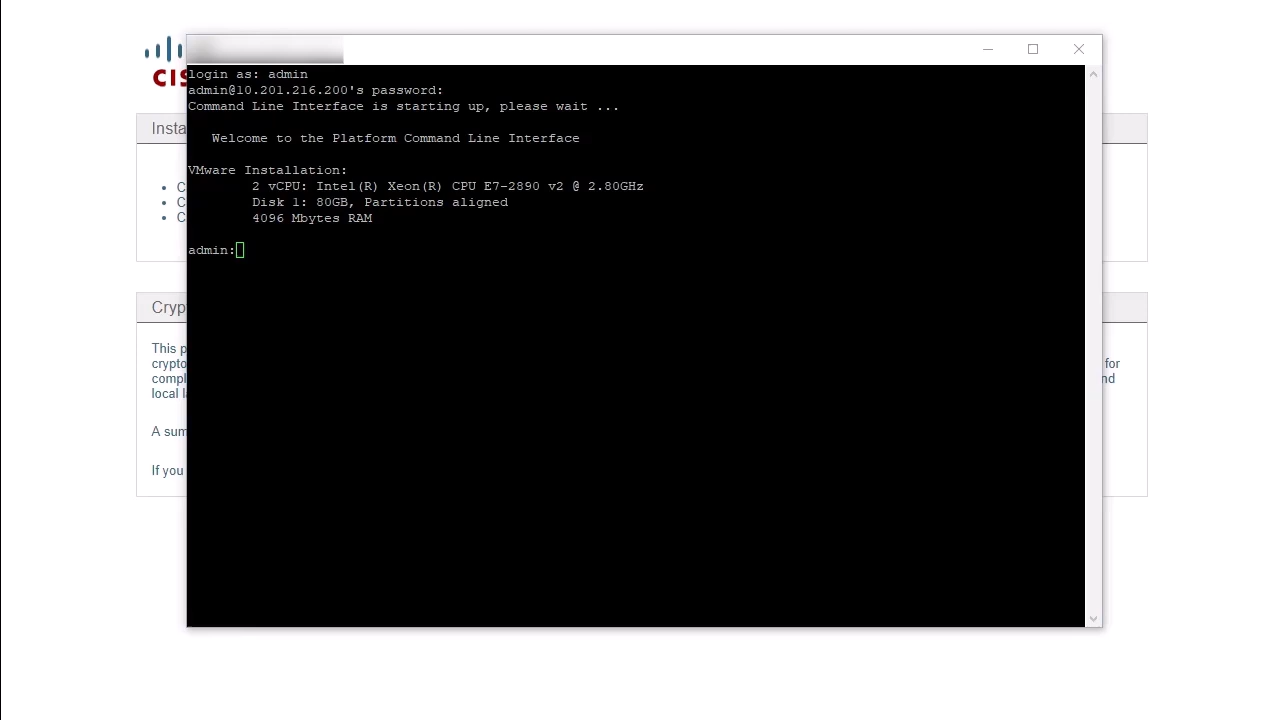 CIS
login as: admin
admin@10.201.216.200's password:
Command Line Interface is starting up, please wait ...
Welcome to the Platform Command Line Interface
VMware Installation:
2 vCPU: Intel(R) Xeon(R) CPU E7-2890 v2 @ 2.80GHz
Disk 1: 80GB, Partitions aligned
4096 Mbytes RAM
admin:
Insta
C
C
C
Cryp
This p
crypto for
compl nd
local la
A sum
If you